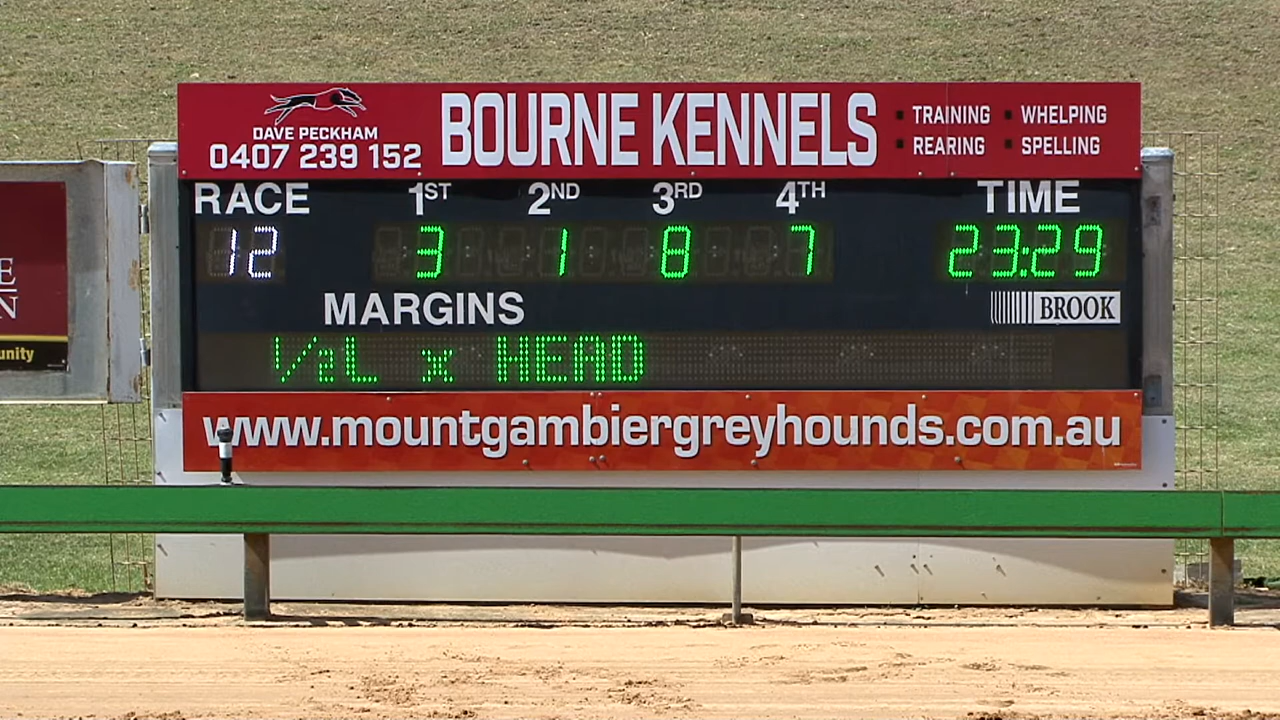 DAVE PECKHAM
0407 239 152
BOURNE KENNELS
TRAINING
WHELPING
REARING
SPELLING
RACE 1ST 2ND 3RD 4TH TIME
12 3 1 8 7 23:29
MARGINS
BROOK
½L x HEAD
www.mountgambiergreyhounds.com.au
E
N
unity